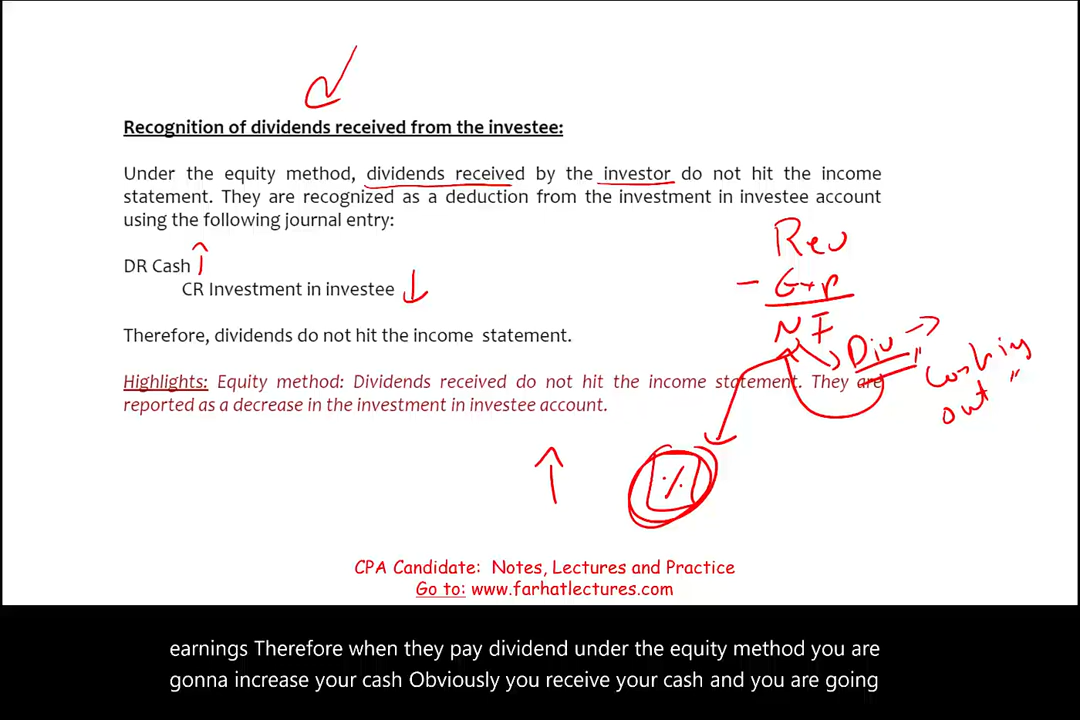 Recognition of dividends received from the investee:
Under the equity method, dividends received by the investor do not hit the income
statement. They are recognized as a deduction from the investment in investee account
using the following journal entry:
Rev
DR Cash
- Exp
CR Investment in investee
NI
Therefore, dividends do not hit the income statement.
Div
"Cashing
out"
Highlights: Equity method: Dividends received do not hit the income statement. They are
reported as a decrease in the investment in investee account.
%
CPA Candidate: Notes, Lectures and Practice
Go to: www.farhatlectures.com
earnings Therefore when they pay dividend under the equity method you are
gonna increase your cash Obviously you receive your cash and you are going